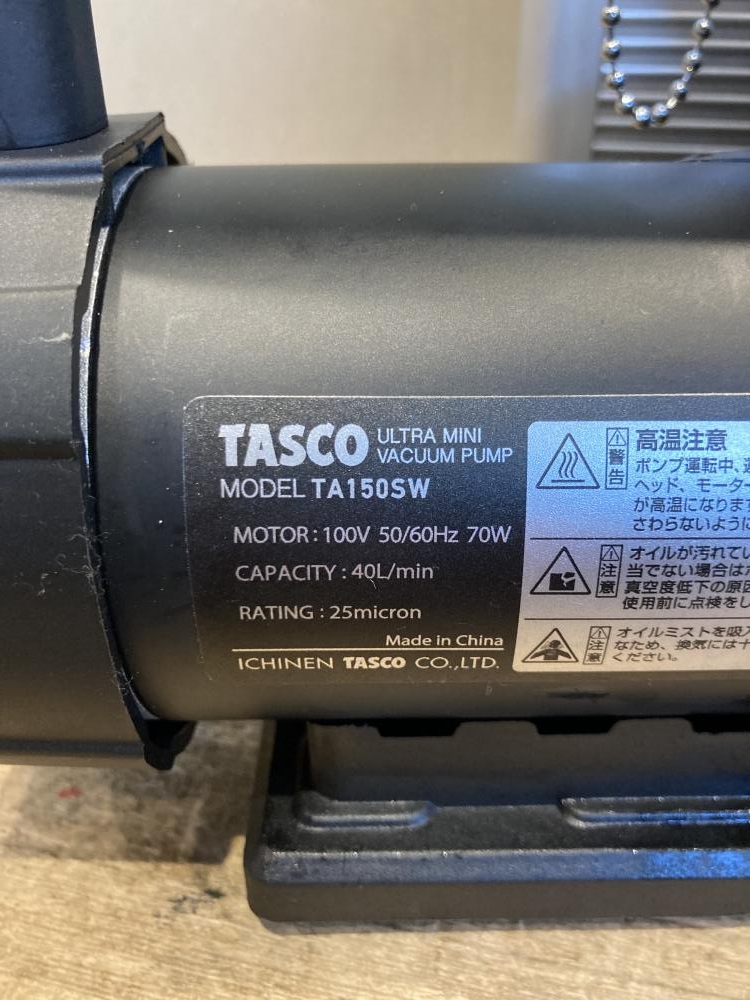 TASCO ULTRA MINI
VACUUM PUMP
MODEL TA150SW
MOTOR : 100V 50/60Hz 70W
CAPACITY : 40L/min
RATING : 25micron
Made in China
ICHINEN TASCO CO.,LTD.
警告
高温注意
ポンプ運転中、
ヘッド、モーター
が高温になります
さわらないように
注意
オイルが汚れてい
当でない場合は
真空度低下の原因
使用前に点検をし
注意
オイルミストを吸入
なため、換気には十
ください。